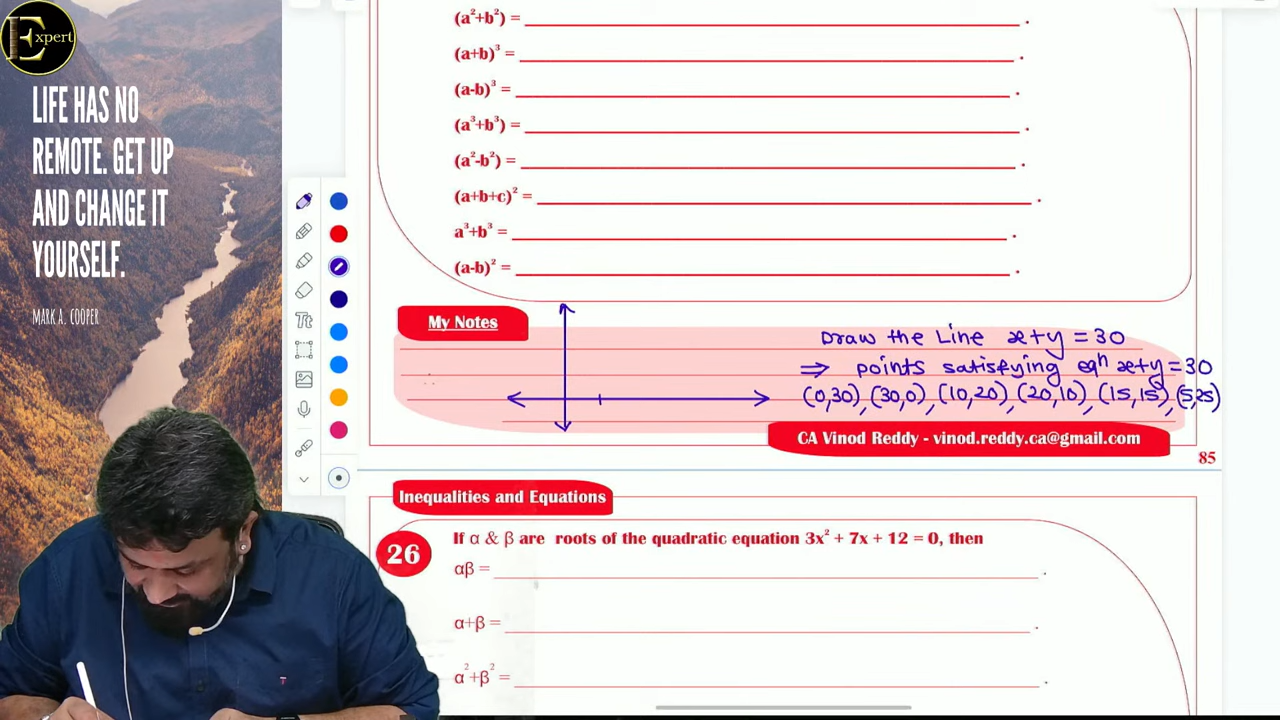 Expert
LIFE HAS NO
REMOTE. GET UP
AND CHANGE IT
YOURSELF.
MARK A. COOPER
(a²+b²) = .
(a+b)³ = .
(a-b)³ = .
(a³+b³) = .
(a²-b²) = .
(a+b+c)² = .
a³+b³ = .
(a-b)² = .
My Notes
Draw the Line x+y = 30
⇒ points satisfying eqⁿ x+y = 30
(0,30), (30,0), (10,20), (20,10), (15,15), (5,25)
CA Vinod Reddy - vinod.reddy.ca@gmail.com
85
Inequalities and Equations
26
If α & β are roots of the quadratic equation 3x² + 7x + 12 = 0, then
αβ = .
α+β = .
α²+β² = .
Tt